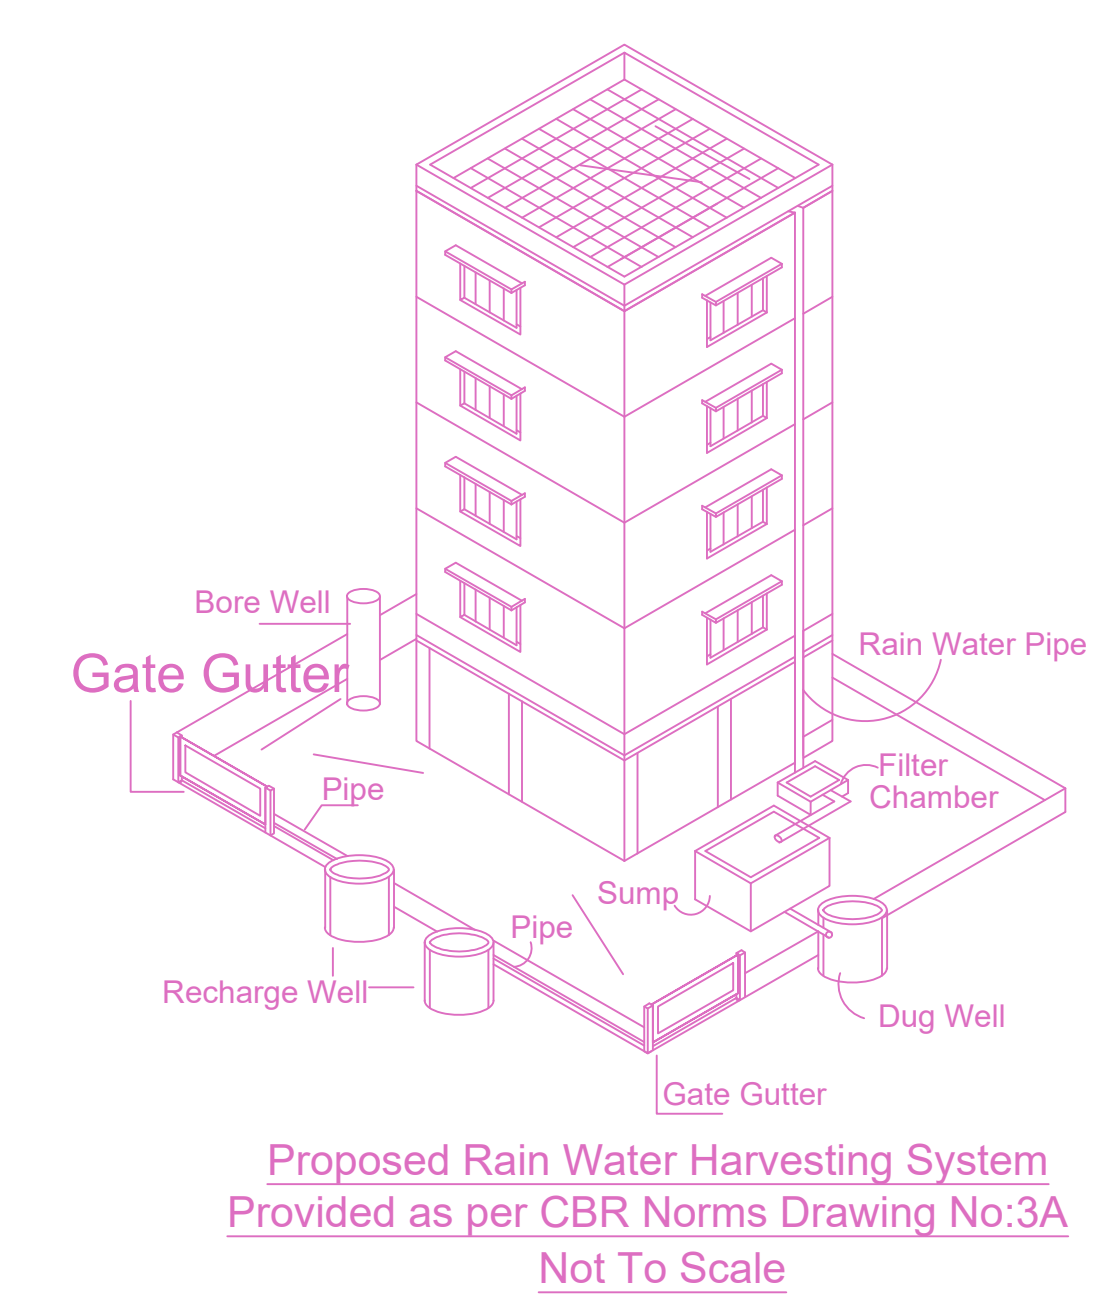 Bore Well
Gate Gutter
Rain Water Pipe
Pipe
Filter
Chamber
Sump
Pipe
Recharge Well
Dug Well
Gate Gutter
Proposed Rain Water Harvesting System
Provided as per CBR Norms Drawing No:3A
Not To Scale